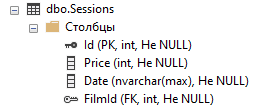 dbo.Sessions
Столбцы
Id (PK, int, Не NULL)
Price (int, Не NULL)
Date (nvarchar(max), Не NULL)
FilmId (FK, int, Не NULL)